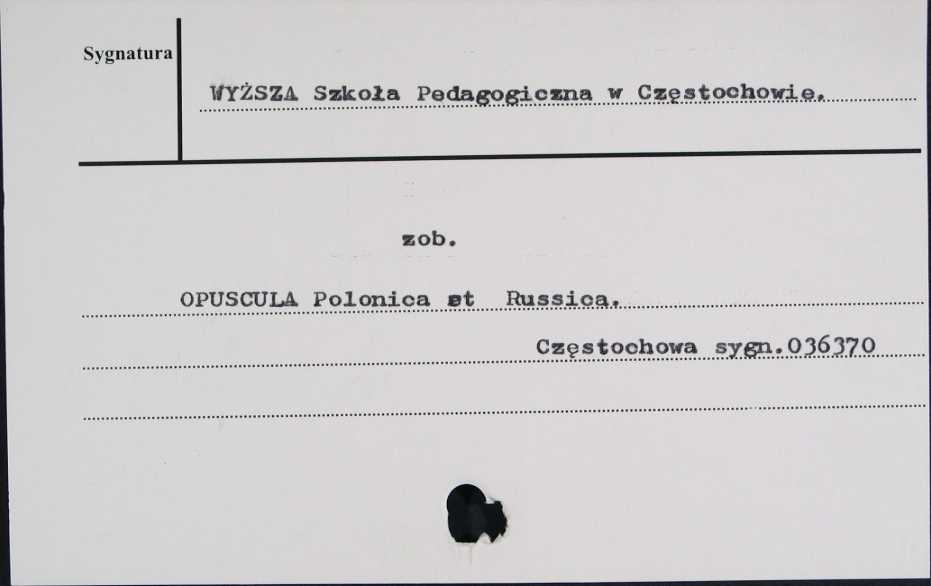 Sygnatura
WYŻSZA Szkoła Pedagogiczna w Częstochowie.
zob.
OPUSCULA Polonica et Russica.
Częstochowa sygn.036370